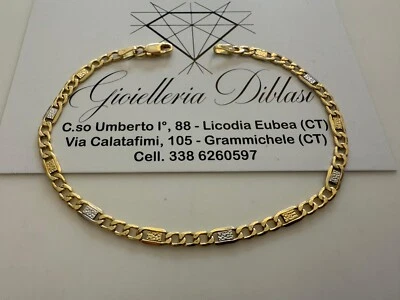 Gioielleria Diblasi
C.so Umberto I°, 88 - Licodia Eubea (CT)
Via Calatafimi, 105 - Grammichele (CT)
Cell. 338 6260597